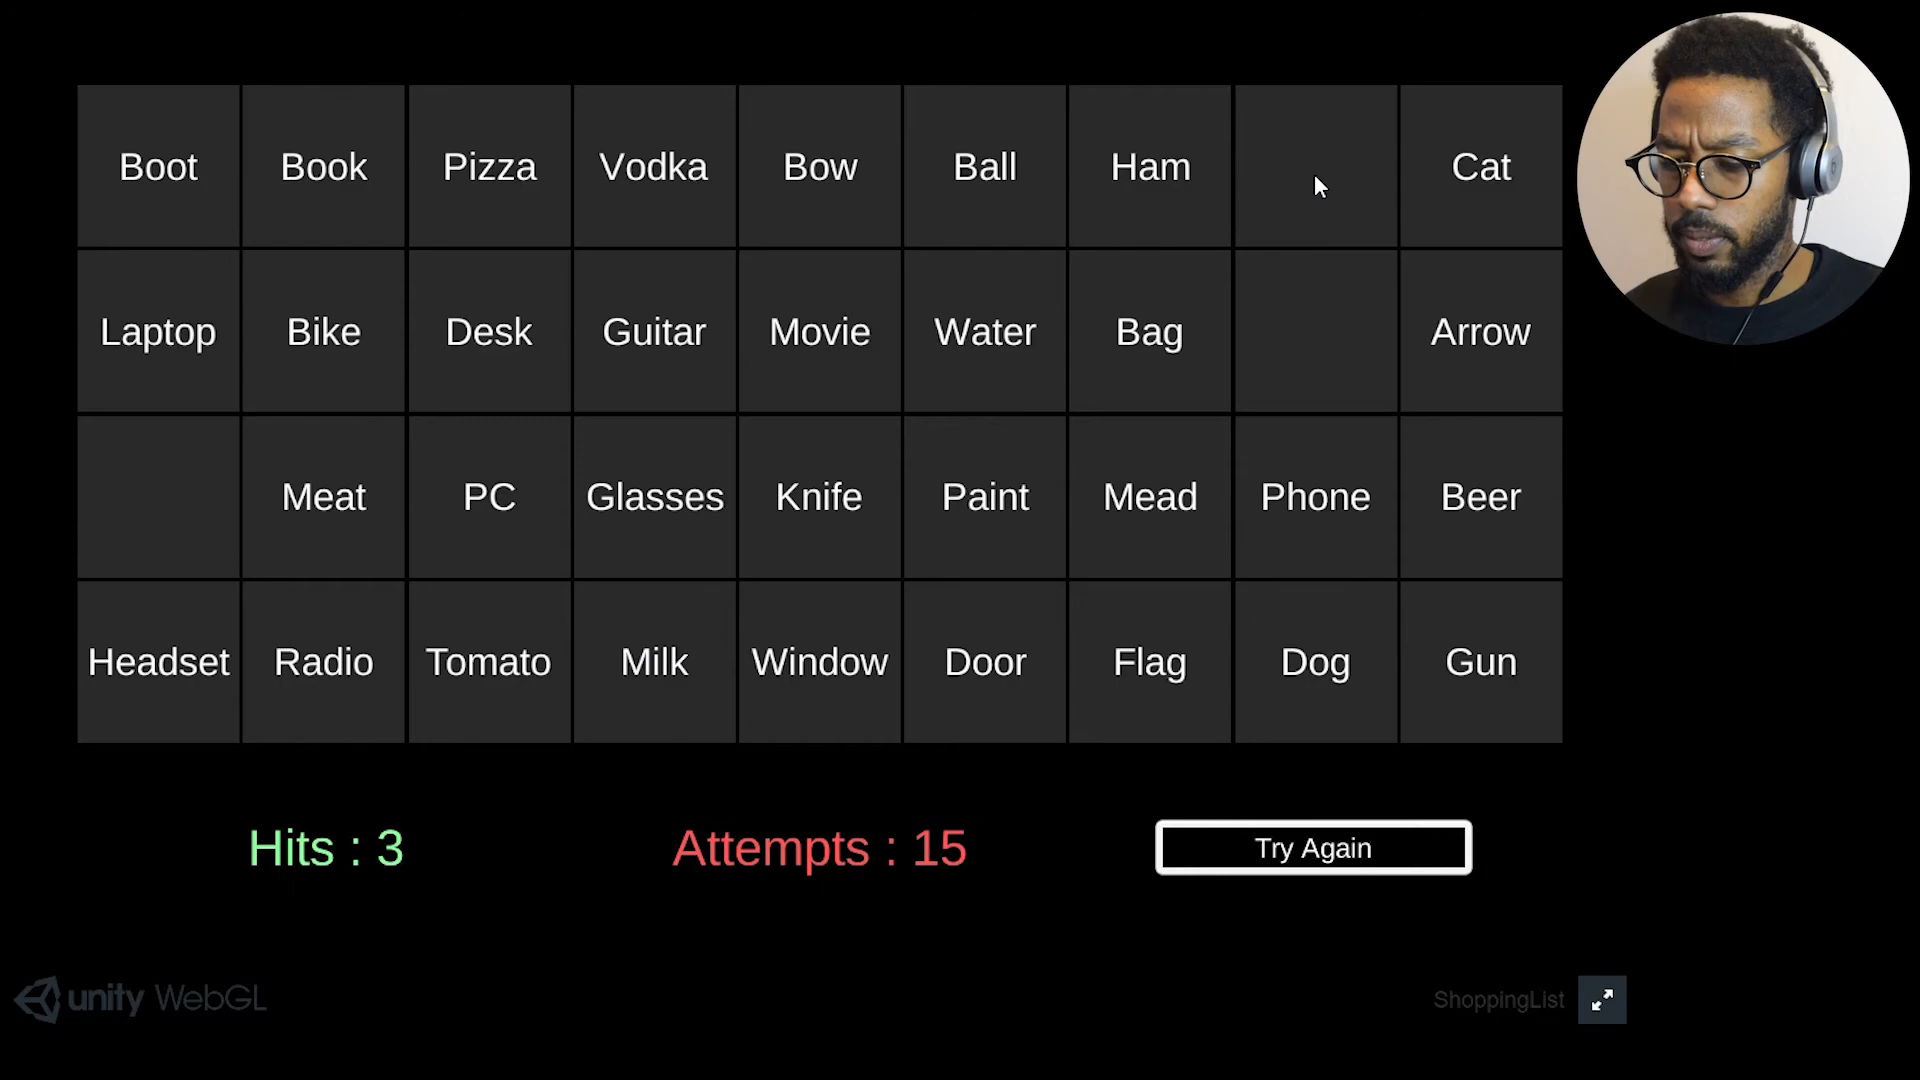 Boot Book Pizza Vodka Bow Ball Ham Cat
Laptop Bike Desk Guitar Movie Water Bag Arrow
Meat PC Glasses Knife Paint Mead Phone Beer
Headset Radio Tomato Milk Window Door Flag Dog Gun
Hits : 3 Attempts : 15 Try Again
unity WebGL ShoppingList